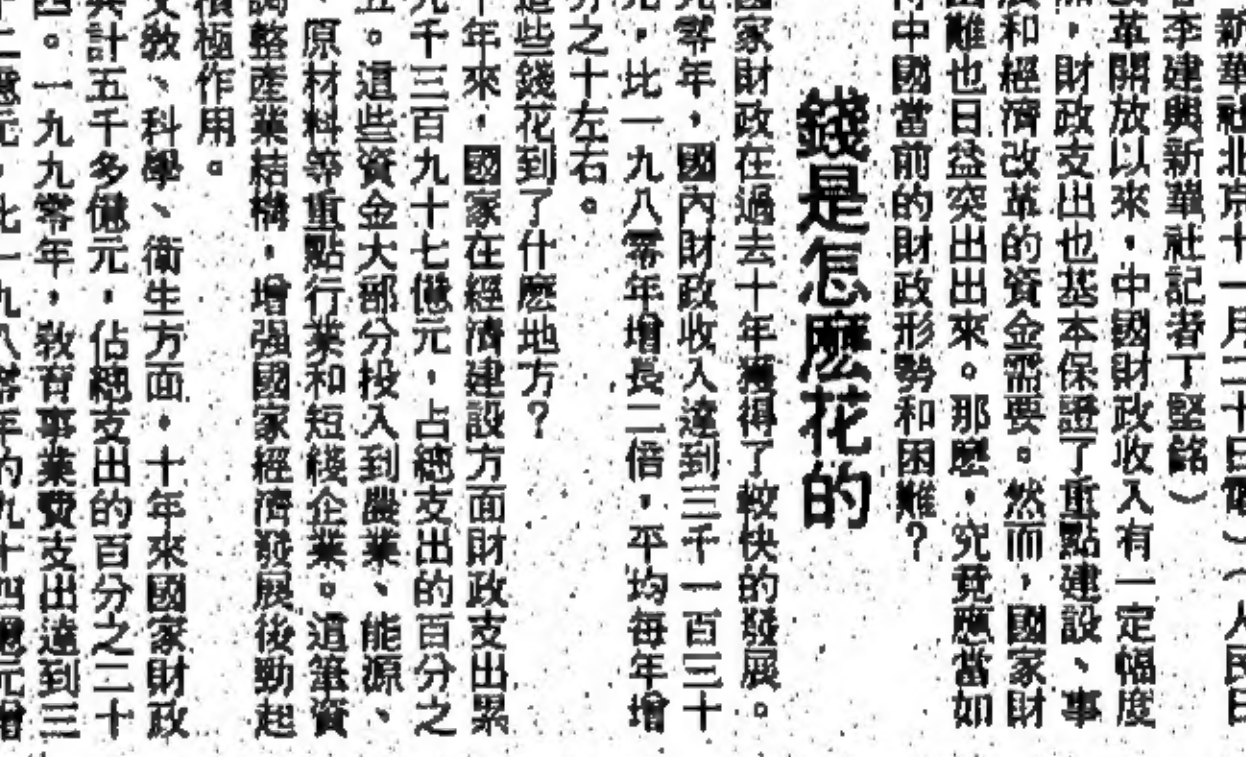 新華社北京十一月二十日電）（人民日
李建興新華社記者丁堅銘）
革開放以來，中國財政收入有一定幅度
，財政支出也基本保證了重點建設、事
和經濟改革的資金需要。然而，國家財
難也日益突出出來。那麽，究竟應當如
中國當前的財政形勢和困難？
錢是怎麽花的
國家財政在過去十年獲得了較快的發展。
零年，國內財政收入達到三千一百三十
元，比一九八零年增長二倍，平均每年增
分之十左右。
這些錢花到了什麽地方？
十年來，國家在經濟建設方面財政支出累
九千三百九十七億元，占總支出的百分之
五。這些資金大部分投入到農業、能源、
、原材料等重點行業和短綫企業。這筆資
調整產業結構，增强國家經濟發展後勁起
積極作用。
文教、科學、衛生方面，十年來國家財政
共計五千多億元，佔總支出的百分之二十
四。一九九零年，教育事業費支出達到三
十二億元，比一九八零年的九十四億元增